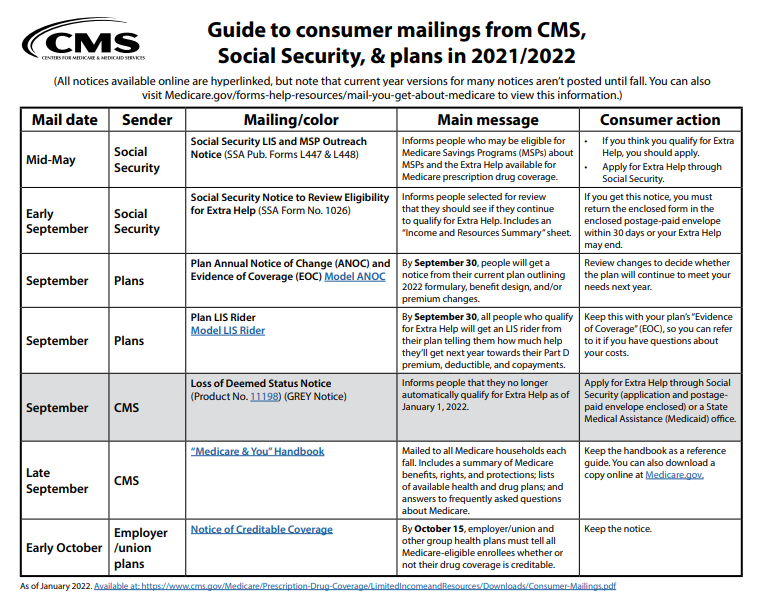 CMS
CENTERS FOR MEDICARE & MEDICAID SERVICES
Guide to consumer mailings from CMS,
Social Security, & plans in 2021/2022
(All notices available online are hyperlinked, but note that current year versions for many notices aren't posted until fall. You can also
visit Medicare.gov/forms-help-resources/mail-you-get-about-medicare to view this information.)
Mail date
Sender
Mailing/color
Main message
Consumer action
Mid-May
Social
Security
Social Security LIS and MSP Outreach
Notice (SSA Pub. Forms L447 & L448)
Informs people who may be eligible for
Medicare Savings Programs (MSPs) about
MSPs and the Extra Help available for
Medicare prescription drug coverage.
• If you think you qualify for Extra
Help, you should apply.
• Apply for Extra Help through
Social Security.
Early
September
Social
Security
Social Security Notice to Review Eligibility
for Extra Help (SSA Form No. 1026)
Informs people selected for review
that they should see if they continue
to qualify for Extra Help. Includes an
"Income and Resources Summary" sheet.
If you get this notice, you must
return the enclosed form in the
enclosed postage-paid envelope
within 30 days or your Extra Help
may end.
September
Plans
Plan Annual Notice of Change (ANOC) and
Evidence of Coverage (EOC) Model ANOC
By September 30, people will get a
notice from their current plan outlining
2022 formulary, benefit design, and/or
premium changes.
Review changes to decide whether
the plan will continue to meet your
needs next year.
September
Plans
Plan LIS Rider
Model LIS Rider
By September 30, all people who qualify
for Extra Help will get an LIS rider from
their plan telling them how much help
they'll get next year towards their Part D
premium, deductible, and copayments.
Keep this with your plan's "Evidence
of Coverage" (EOC), so you can refer
to it if you have questions about
your costs.
September
CMS
Loss of Deemed Status Notice
(Product No. 11198) (GREY Notice)
Informs people that they no longer
automatically qualify for Extra Help as of
January 1, 2022.
Apply for Extra Help through Social
Security (application and postage-
paid envelope enclosed) or a State
Medical Assistance (Medicaid) office.
Late
September
CMS
"Medicare & You" Handbook
Mailed to all Medicare households each
fall. Includes a summary of Medicare
benefits, rights, and protections; lists
of available health and drug plans; and
answers to frequently asked questions
about Medicare.
Keep the handbook as a reference
guide. You can also download a
copy online at Medicare.gov.
Early October
Employer
/union
plans
Notice of Creditable Coverage
By October 15, employer/union and
other group health plans must tell all
Medicare-eligible enrollees whether or
not their drug coverage is creditable.
Keep the notice.
As of January 2022. Available at: https://www.cms.gov/Medicare/Prescription-Drug-Coverage/LimitedIncomeandResources/Downloads/Consumer-Mailings.pdf